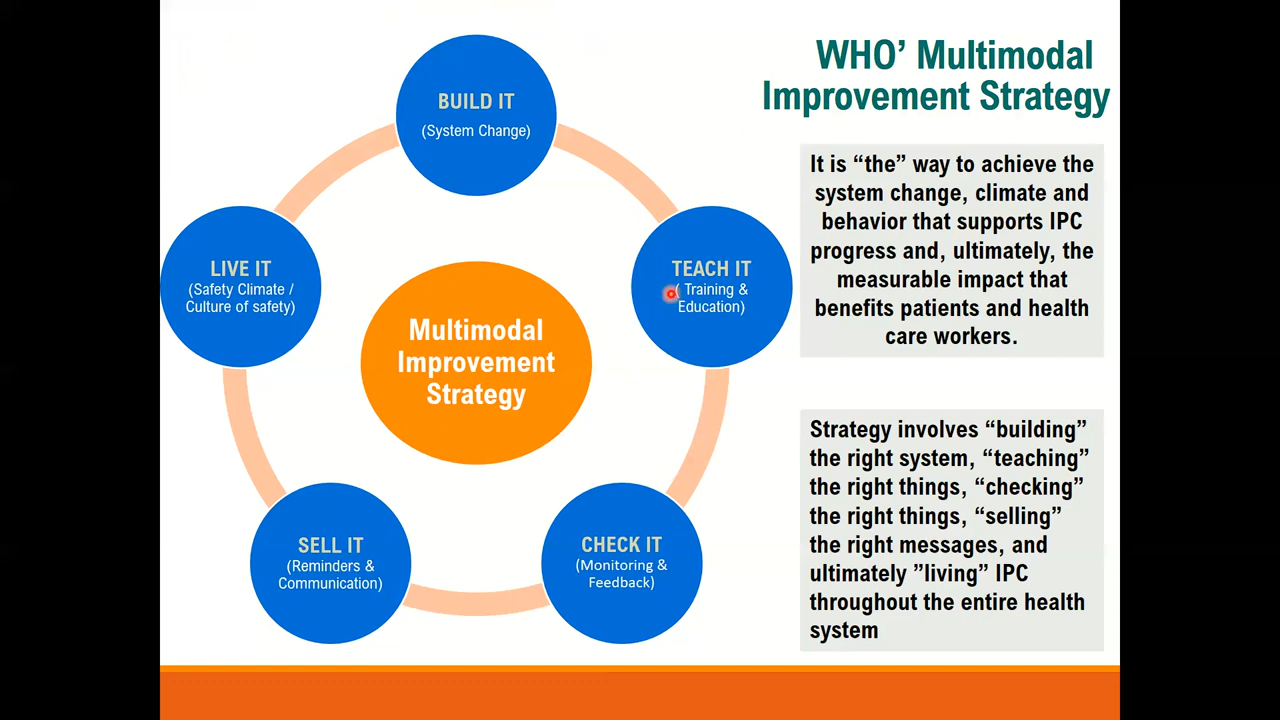 WHO’ Multimodal
Improvement Strategy
BUILD IT
(System Change)
TEACH IT
( Training &
Education)
CHECK IT
(Monitoring &
Feedback)
SELL IT
(Reminders &
Communication)
LIVE IT
(Safety Climate /
Culture of safety)
Multimodal
Improvement
Strategy
It is “the” way to achieve the
system change, climate and
behavior that supports IPC
progress and, ultimately, the
measurable impact that
benefits patients and health
care workers.
Strategy involves “building”
the right system, “teaching”
the right things, “checking”
the right things, “selling”
the right messages, and
ultimately ”living” IPC
throughout the entire health
system